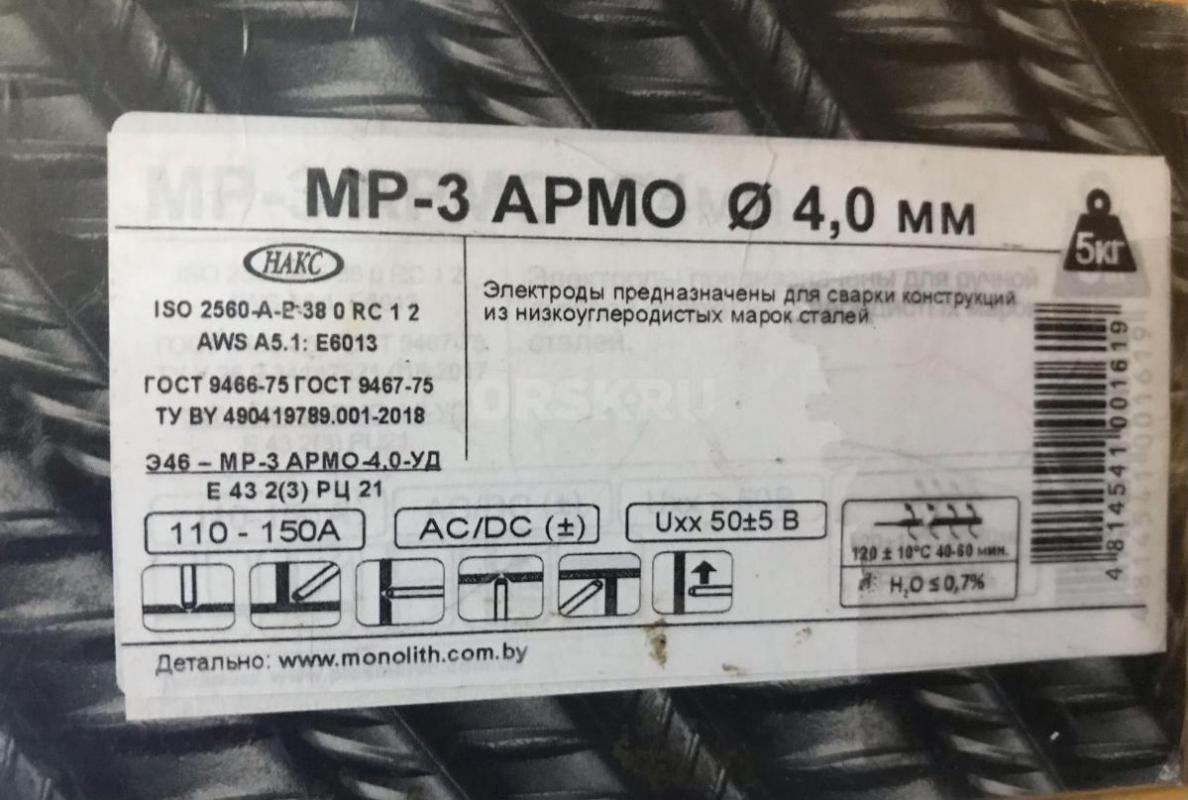 МР-3 АРМО Ø 4,0 мм
5кг
НАКС
ISO 2560-A-E 38 0 RC 1 2
AWS A5.1: E6013
ГОСТ 9466-75 ГОСТ 9467-75
ТУ BY 490419789.001-2018
Э46 – МР-3 АРМО-4,0-УД
Е 43 2(3) РЦ 21
Электроды предназначены для сварки конструкций
из низкоуглеродистых марок сталей
ORSK.RU
110 - 150А
AC/DC (±)
Uxx 50±5 В
120 ± 10°С 40-60 мин.
H₂O ≤ 0,7%
4 814541 001619
Детально: www.monolith.com.by